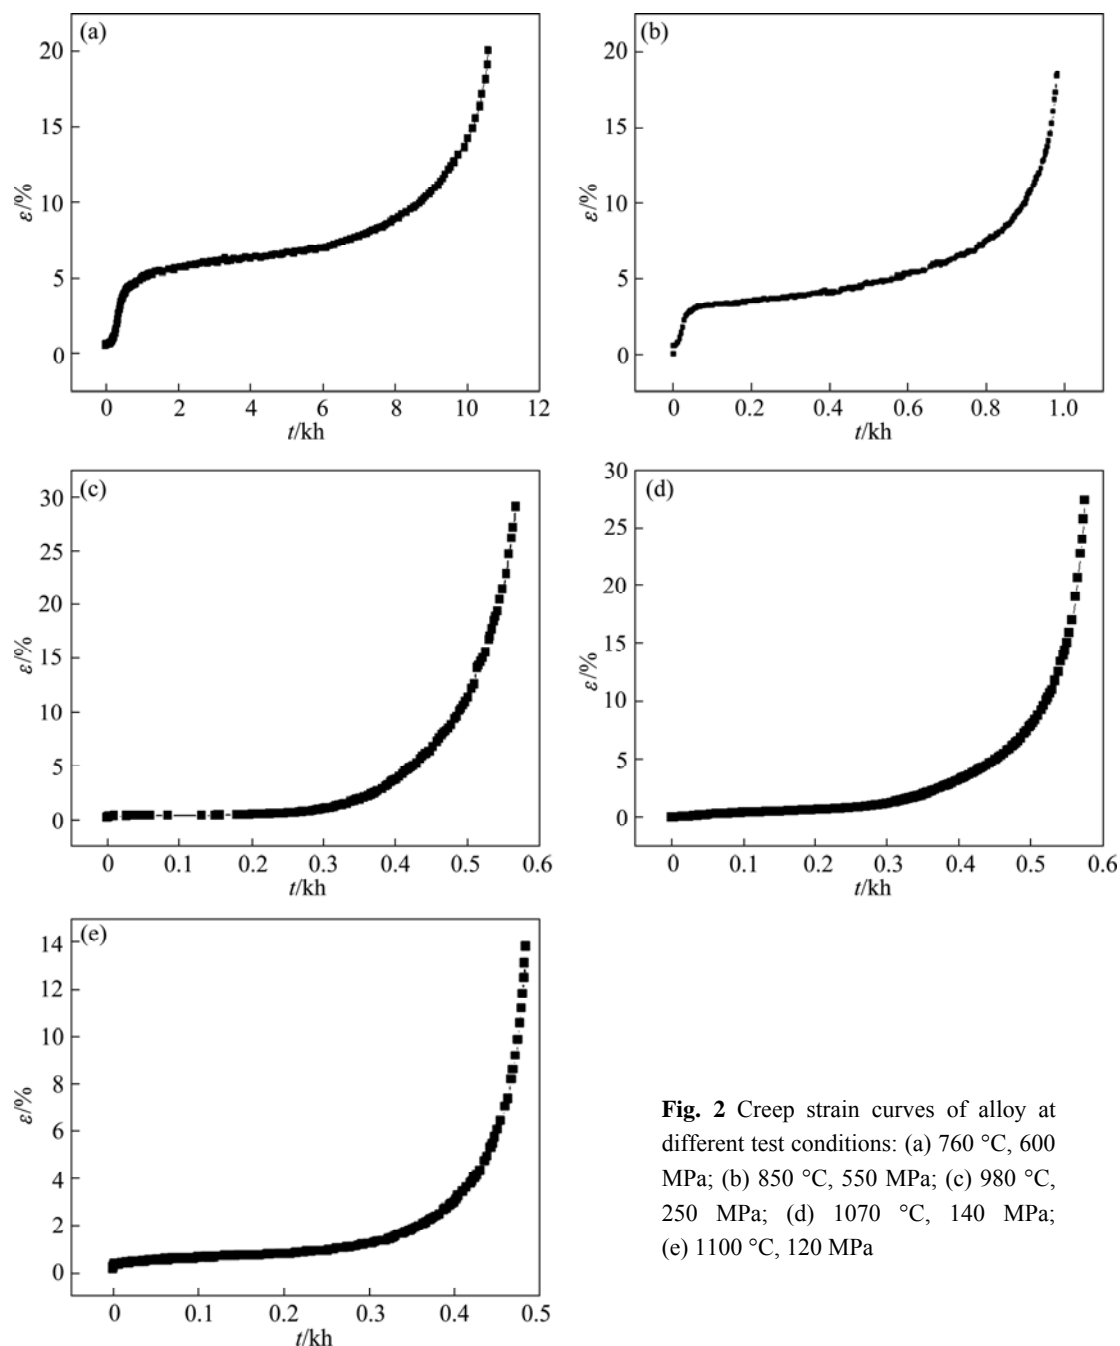 (a)
20
15
10
5
0
ε/%
0 2 4 6 8 10 12
t/kh
(b)
20
15
10
5
0
ε/%
0 0.2 0.4 0.6 0.8 1.0
t/kh
(c)
30
25
20
15
10
5
0
ε/%
0 0.1 0.2 0.3 0.4 0.5 0.6
t/kh
(d)
30
25
20
15
10
5
0
ε/%
0 0.1 0.2 0.3 0.4 0.5 0.6
t/kh
(e)
14
12
10
8
6
4
2
0
ε/%
0 0.1 0.2 0.3 0.4 0.5
t/kh
Fig. 2 Creep strain curves of alloy at
different test conditions: (a) 760 °C, 600
MPa; (b) 850 °C, 550 MPa; (c) 980 °C,
250 MPa; (d) 1070 °C, 140 MPa;
(e) 1100 °C, 120 MPa